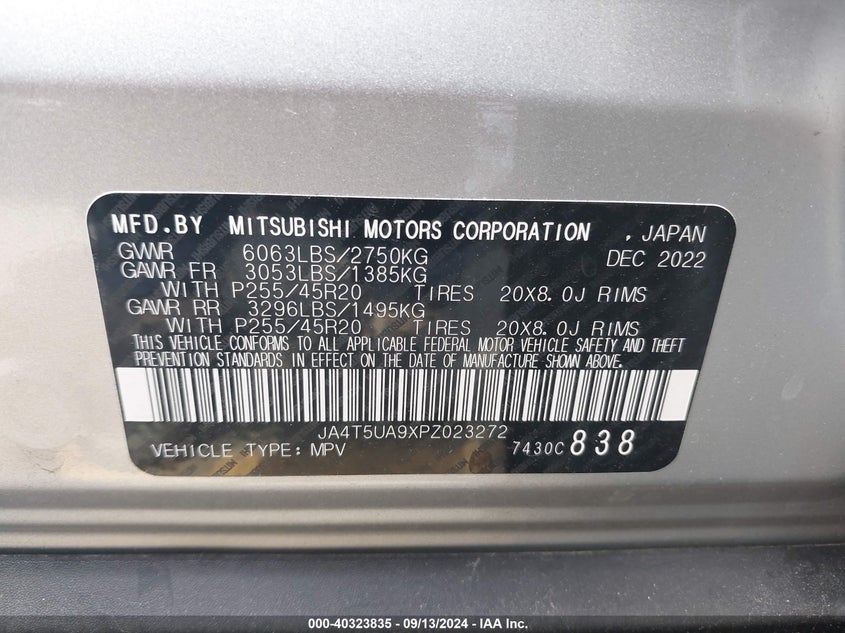 MFD.BY MITSUBISHI MOTORS CORPORATION . JAPAN
GVWR 6063LBS/2750KG DEC 2022
GAWR FR 3053LBS/1385KG
WITH P255/45R20 TIRES 20X8.0J RIMS
GAWR RR 3296LBS/1495KG
WITH P255/45R20 TIRES 20X8.0J RIMS
THIS VEHICLE CONFORMS TO ALL APPLICABLE FEDERAL MOTOR VEHICLE SAFETY AND THEFT
PREVENTION STANDARDS IN EFFECT ON THE DATE OF MANUFACTURE SHOWN ABOVE.
JA4T5UA9XPZ023272
VEHICLE TYPE: MPV 7430C 838
000-40323835 - 09/13/2024 - IAA Inc.